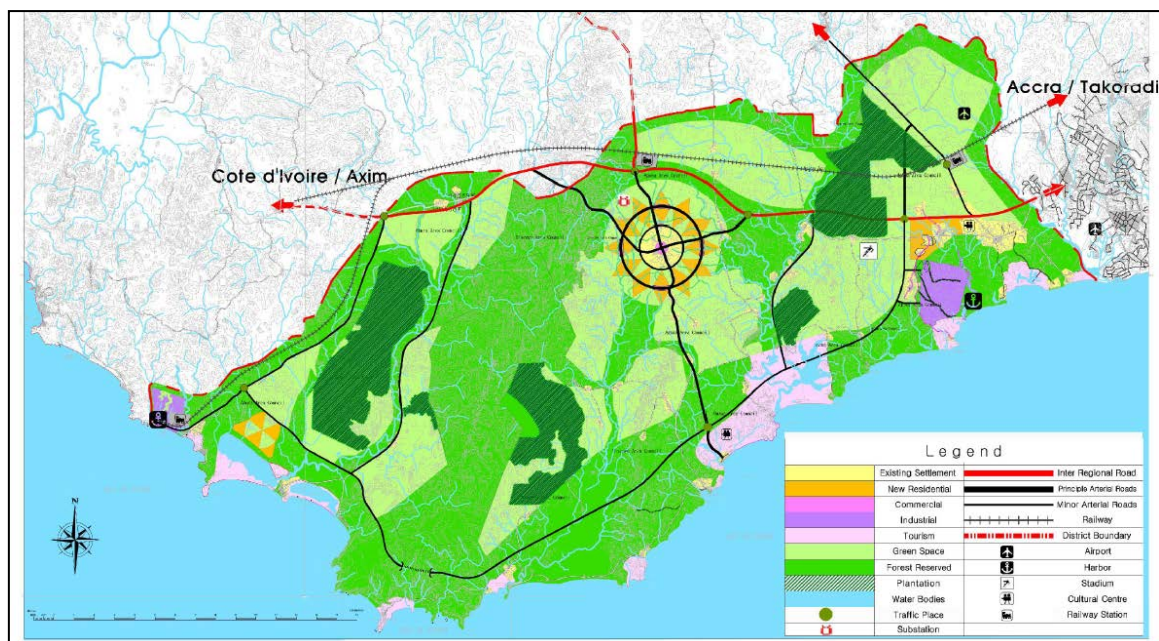 Accra / Takoradi
Cote d'Ivoire / Axim
N
Legend
Existing Settlement
Inter Regional Road
New Residential
Principle Arterial Roads
Commercial
Minor Arterial Roads
Industrial
Railway
Tourism
District Boundary
Green Space
Airport
Forest Reserved
Harbor
Plantation
Stadium
Water Bodies
Cultural Centre
Traffic Place
Railway Station
Substation